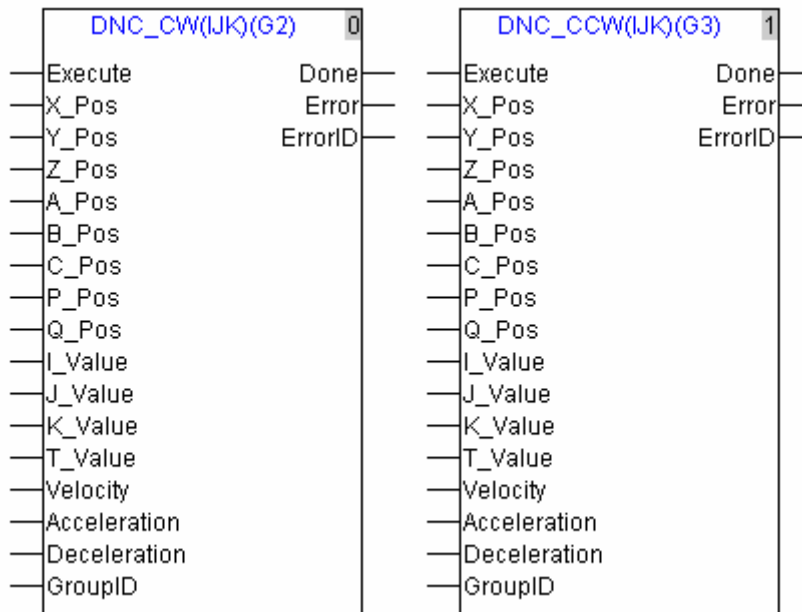 DNC_CW(IJK)(G2) 0
Execute Done
X_Pos Error
Y_Pos ErrorID
Z_Pos
A_Pos
B_Pos
C_Pos
P_Pos
Q_Pos
I_Value
J_Value
K_Value
T_Value
Velocity
Acceleration
Deceleration
GroupID
DNC_CCW(IJK)(G3) 1
Execute Done
X_Pos Error
Y_Pos ErrorID
Z_Pos
A_Pos
B_Pos
C_Pos
P_Pos
Q_Pos
I_Value
J_Value
K_Value
T_Value
Velocity
Acceleration
Deceleration
GroupID